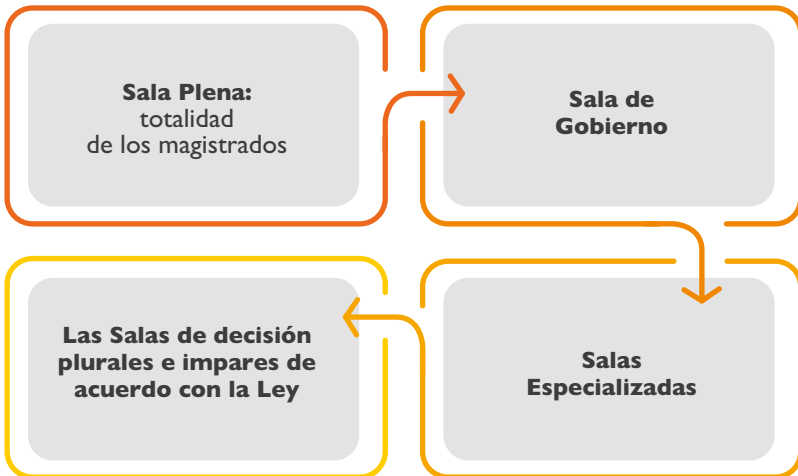 Sala Plena:
totalidad
de los magistrados
Sala de
Gobierno
Salas
Especializadas
Las Salas de decisión
plurales e impares de
acuerdo con la Ley